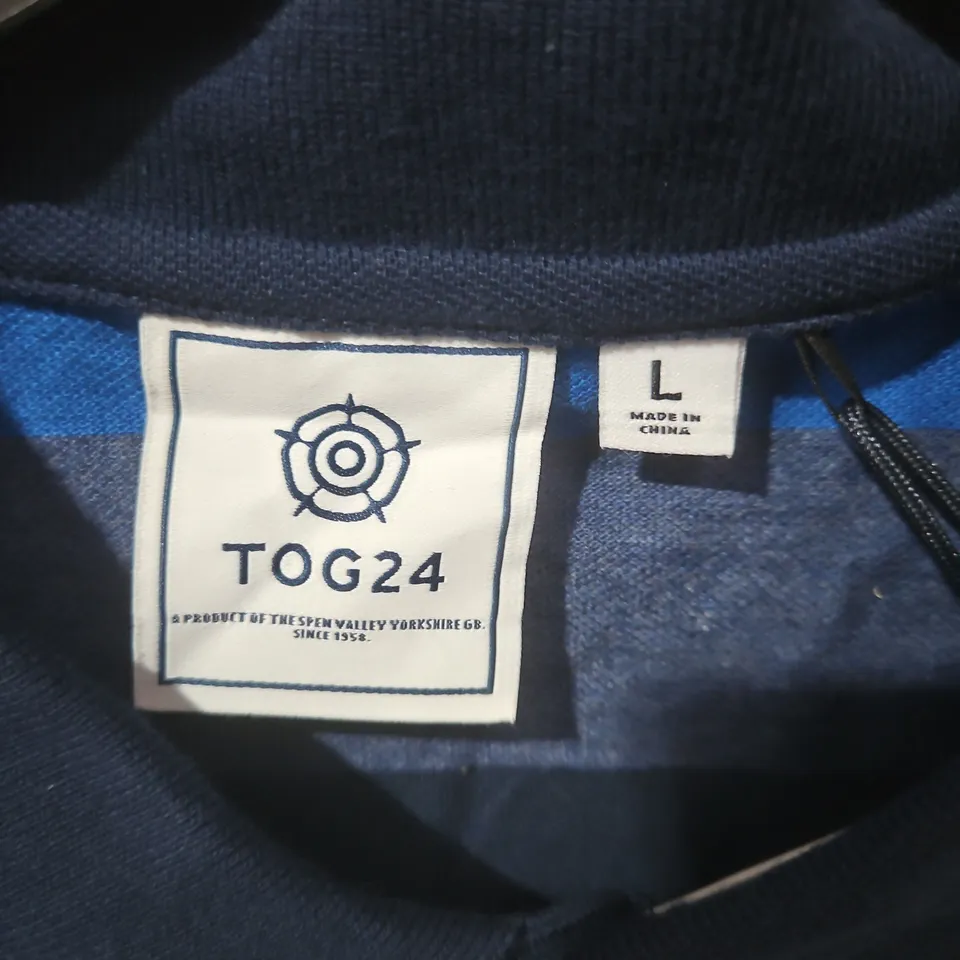 TOG24
A PRODUCT OF THE SPEN VALLEY YORKSHIRE GB.
SINCE 1958.
L
MADE IN
CHINA